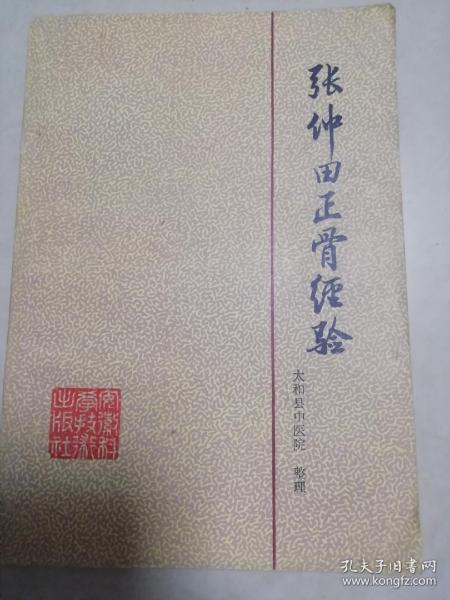 张仲田正骨经验
太和县中医院 整理
安徽科
学技术
出版社
孔夫子旧书网
www.kongfz.com